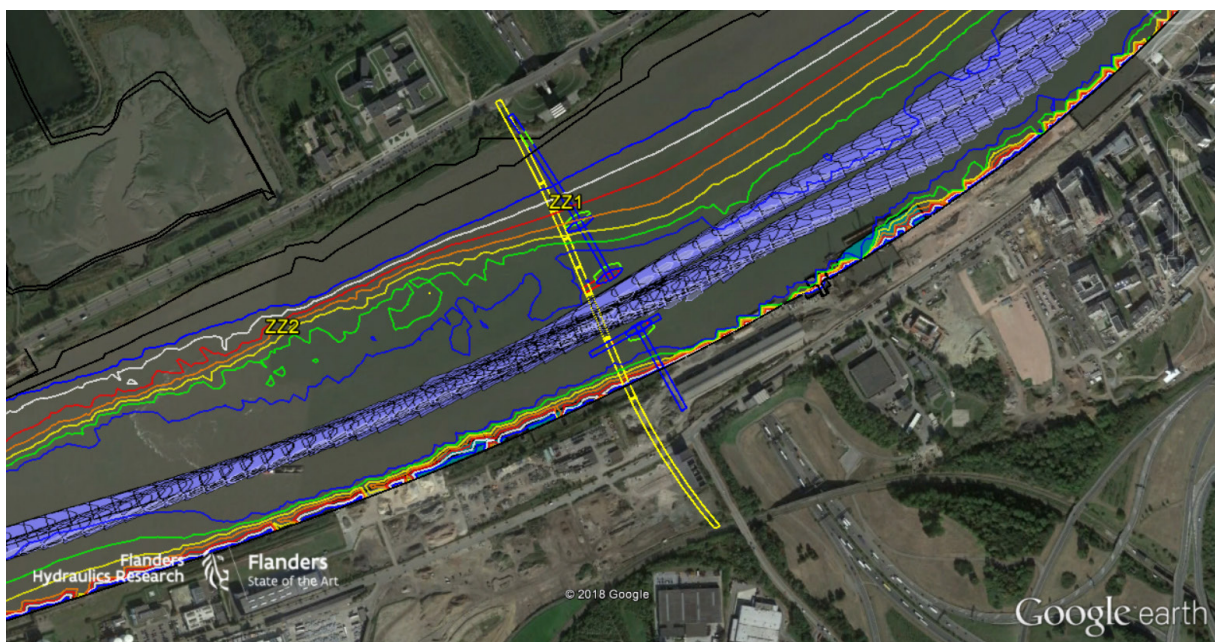 ZZ1
ZZ2
Flanders
Hydraulics Research
Flanders
State of the Art
© 2018 Google
Google earth